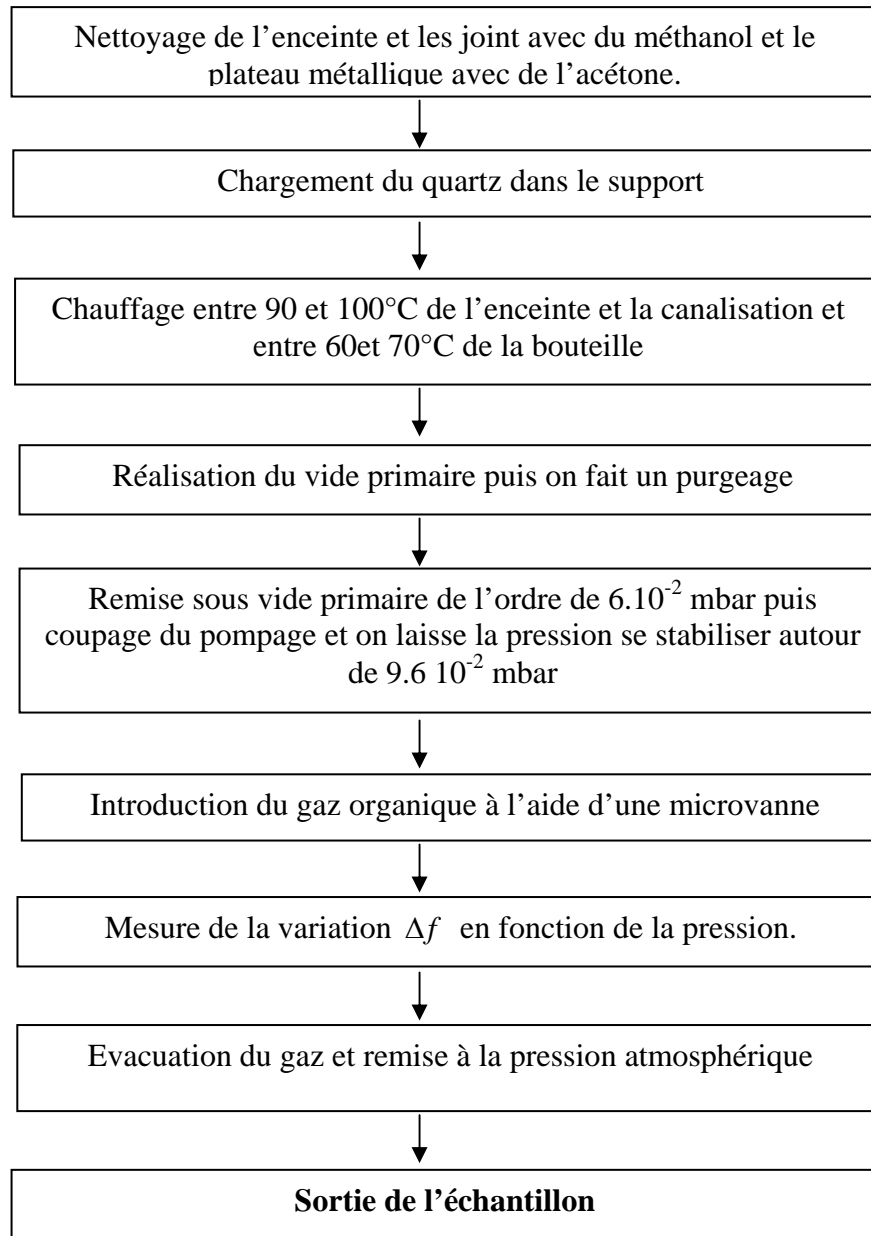 Nettoyage de l’enceinte et les joint avec du méthanol et le
plateau métallique avec de l’acétone.
Chargement du quartz dans le support
Chauffage entre 90 et 100°C de l’enceinte et la canalisation et
entre 60et 70°C de la bouteille
Réalisation du vide primaire puis on fait un purgeage
Remise sous vide primaire de l’ordre de 6.10⁻² mbar puis
coupage du pompage et on laisse la pression se stabiliser autour
de 9.6 10⁻² mbar
Introduction du gaz organique à l’aide d’une microvanne
Mesure de la variation Δf en fonction de la pression.
Evacuation du gaz et remise à la pression atmosphérique
Sortie de l’échantillon